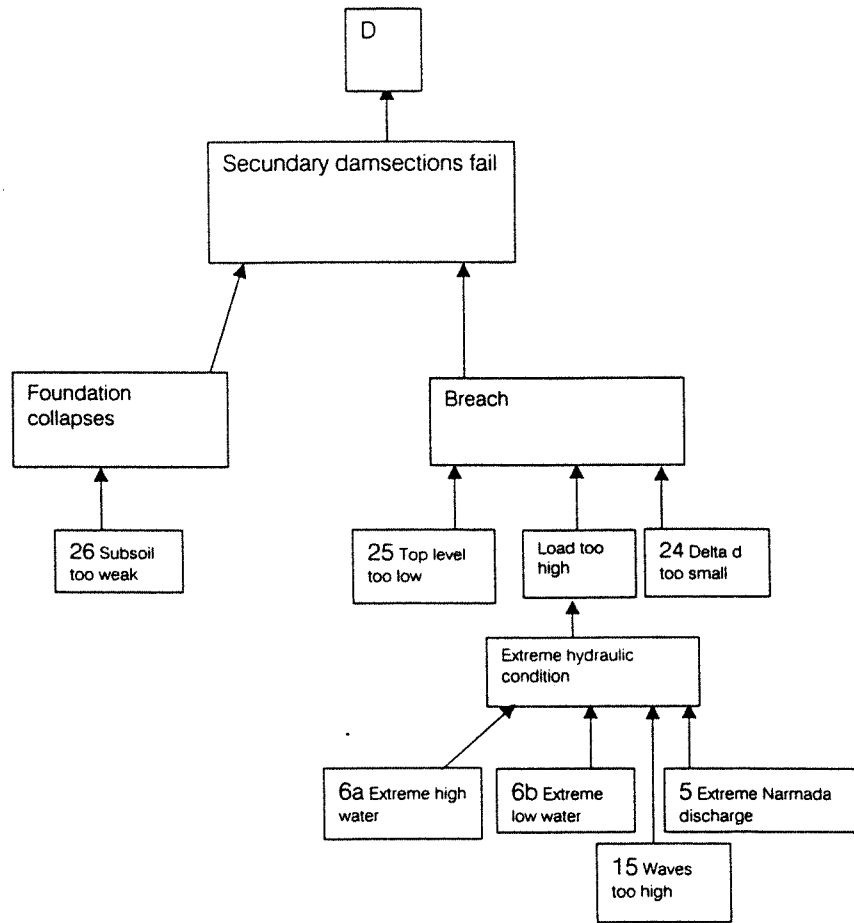 D
Secundary damsections fail
Foundation
collapses
Breach
26 Subsoil
too weak
25 Top level
too low
Load too
high
24 Delta d
too small
Extreme hydraulic
condition
6a Extreme high
water
6b Extreme
low water
5 Extreme Narmada
discharge
15 Waves
too high